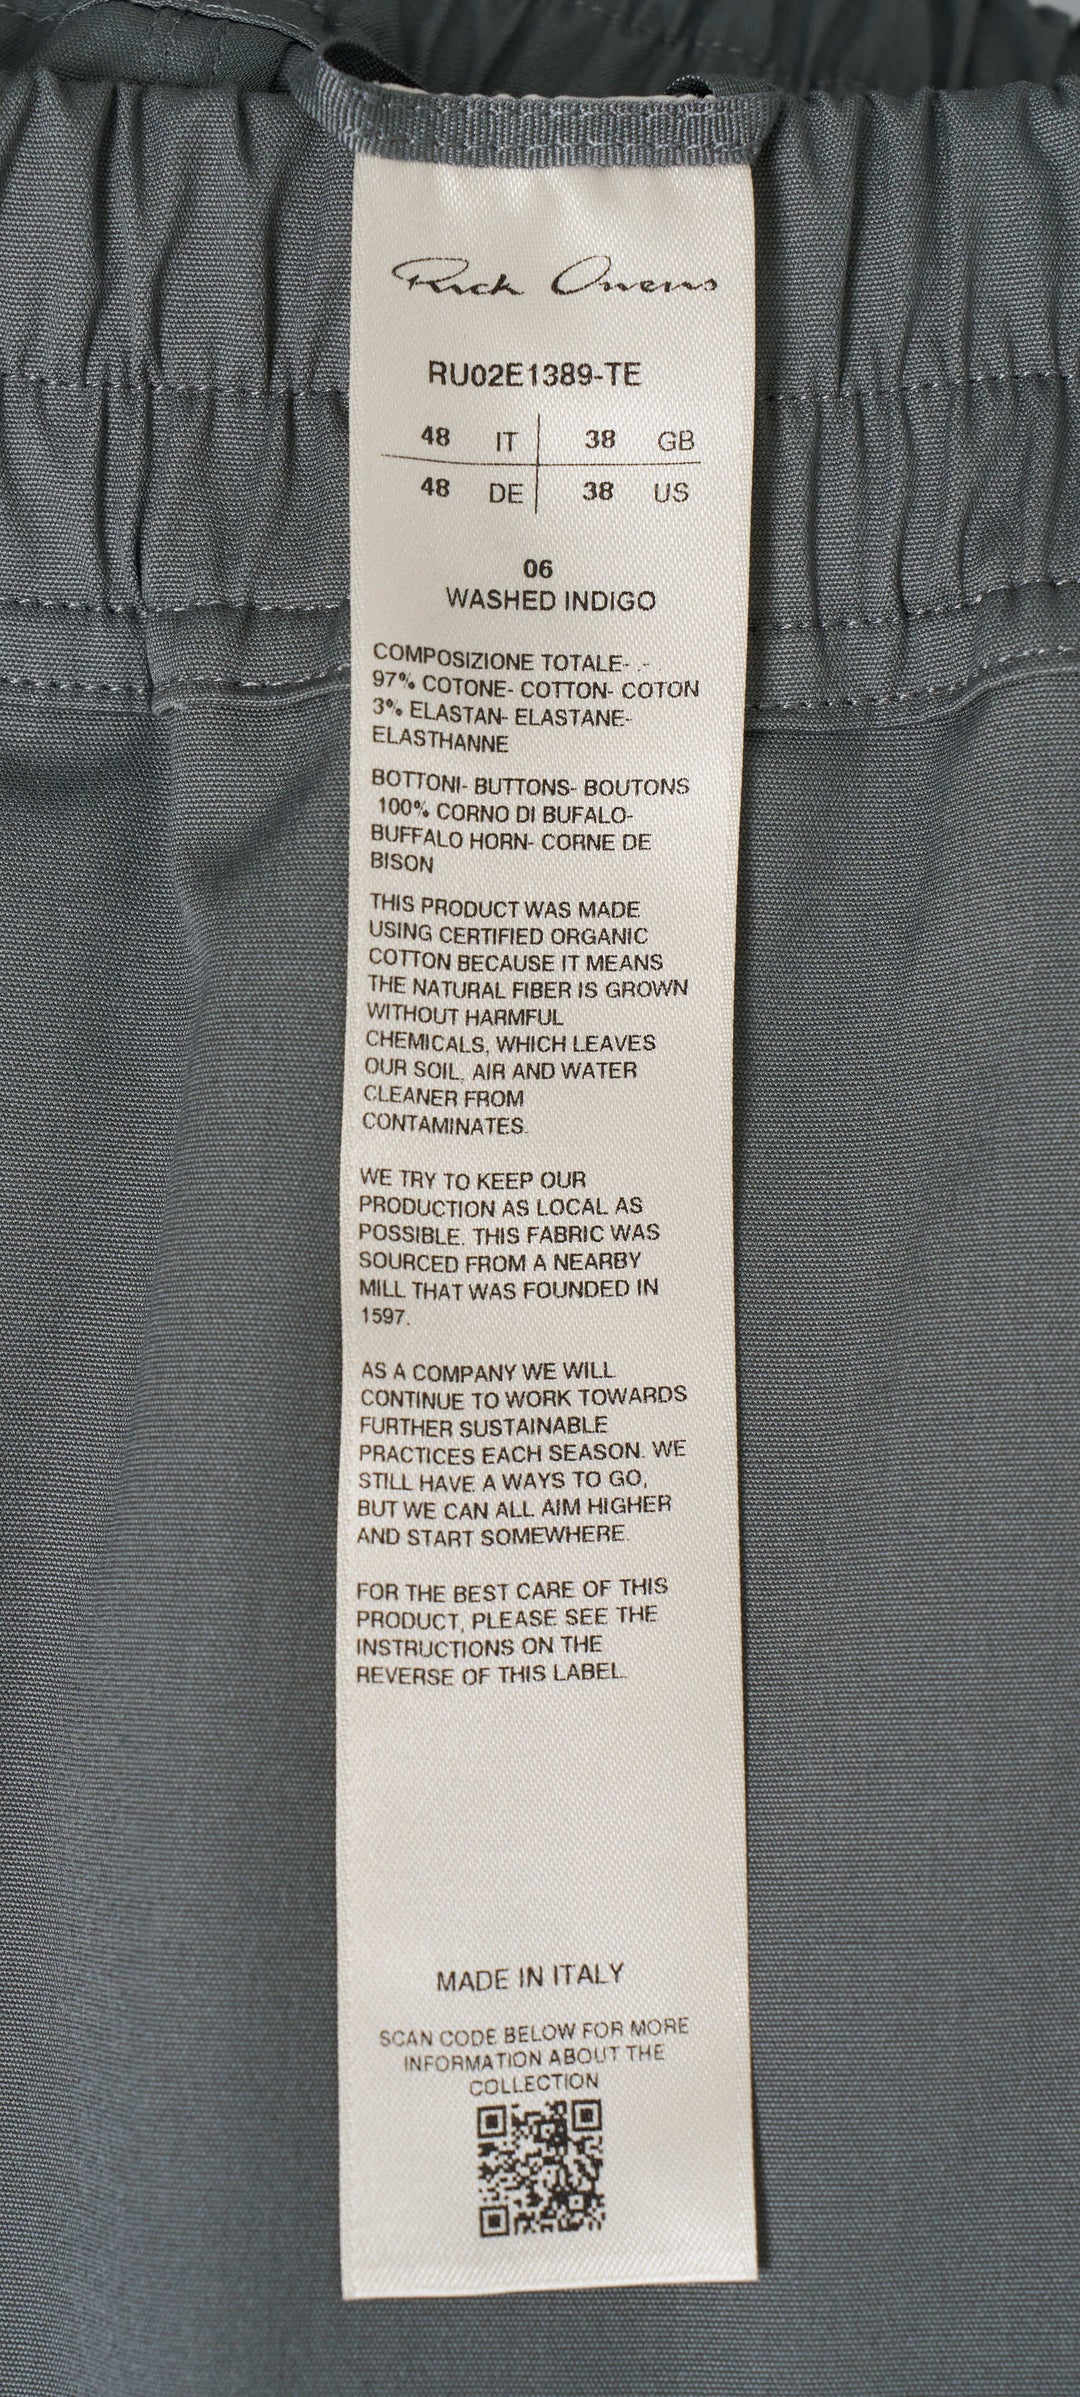 Rick Owens
RU02E1389-TE
48 IT 38 GB
48 DE 38 US
06
WASHED INDIGO
COMPOSIZIONE TOTALE- .-
97% COTONE- COTTON- COTON
3% ELASTAN- ELASTANE-
ELASTHANNE
BOTTONI- BUTTONS- BOUTONS
100% CORNO DI BUFALO-
BUFFALO HORN- CORNE DE
BISON
THIS PRODUCT WAS MADE
USING CERTIFIED ORGANIC
COTTON BECAUSE IT MEANS
THE NATURAL FIBER IS GROWN
WITHOUT HARMFUL
CHEMICALS, WHICH LEAVES
OUR SOIL, AIR AND WATER
CLEANER FROM
CONTAMINATES.
WE TRY TO KEEP OUR
PRODUCTION AS LOCAL AS
POSSIBLE. THIS FABRIC WAS
SOURCED FROM A NEARBY
MILL THAT WAS FOUNDED IN
1597.
AS A COMPANY WE WILL
CONTINUE TO WORK TOWARDS
FURTHER SUSTAINABLE
PRACTICES EACH SEASON. WE
STILL HAVE A WAYS TO GO,
BUT WE CAN ALL AIM HIGHER
AND START SOMEWHERE.
FOR THE BEST CARE OF THIS
PRODUCT, PLEASE SEE THE
INSTRUCTIONS ON THE
REVERSE OF THIS LABEL.
MADE IN ITALY
SCAN CODE BELOW FOR MORE
INFORMATION ABOUT THE
COLLECTION